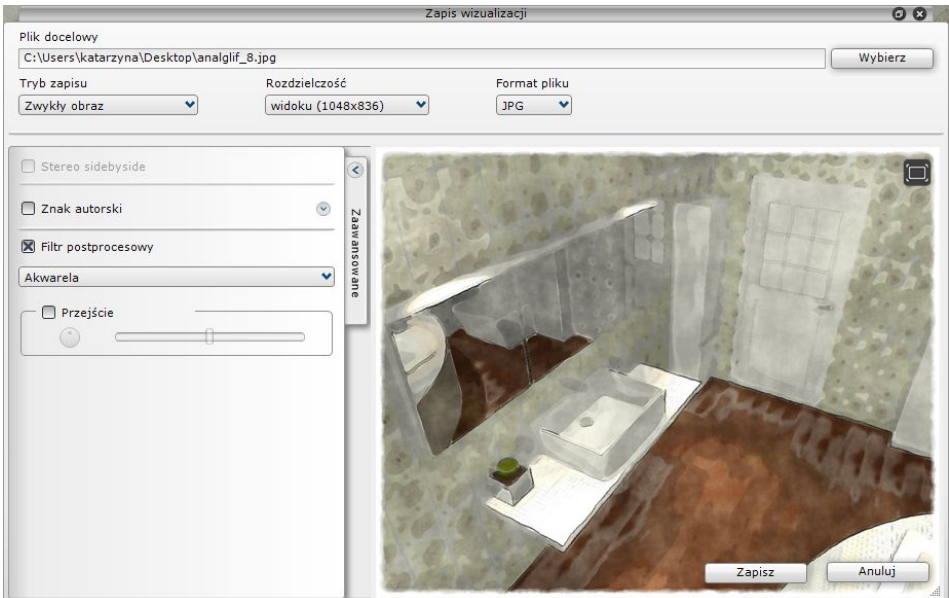 Zapis wizualizacji
Plik docelowy
C:\Users\katarzyna\Desktop\analglif_8.jpg
Wybierz
Tryb zapisu
Rozdzielczość
Format pliku
Zwykły obraz
widoku (1048x836)
JPG
Stereo sidebyside
Znak autorski
Filtr postprocesowy
Akwarela
Przejście
Zaawansowane
Zapisz
Anuluj